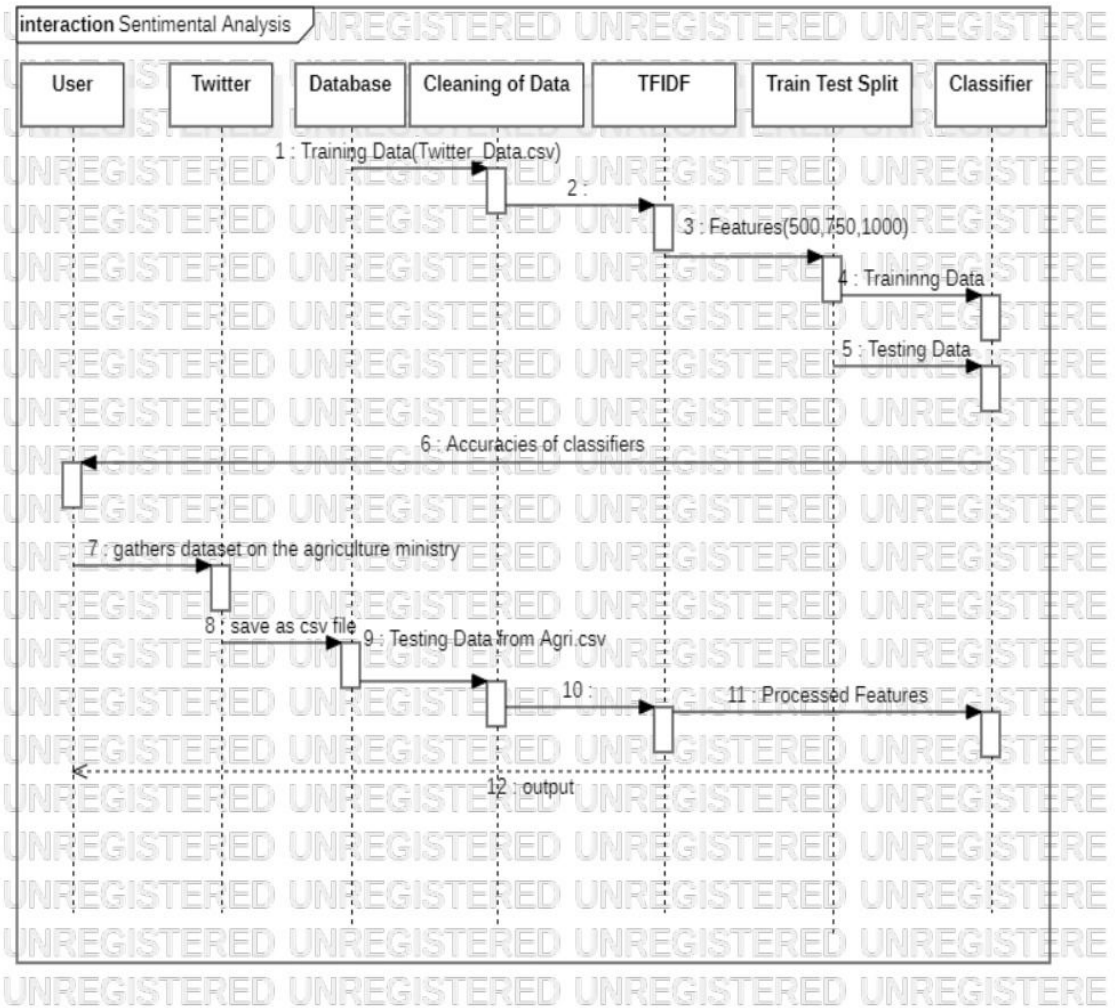 interaction Sentimental Analysis
User
Twitter
Database
Cleaning of Data
TFIDF
Train Test Split
Classifier
1 : Training Data(Twitter_Data.csv)
2 :
3 : Features(500,750,1000)
4 : Traininng Data
5 : Testing Data
6 : Accuracies of classifiers
7 : gathers dataset on the agriculture ministry
8 : save as csv file
9 : Testing Data from Agri.csv
10 :
11 : Processed Features
12 : output
UNREGISTERED UNREGISTERED UNREGISTERED UNREGISTERE